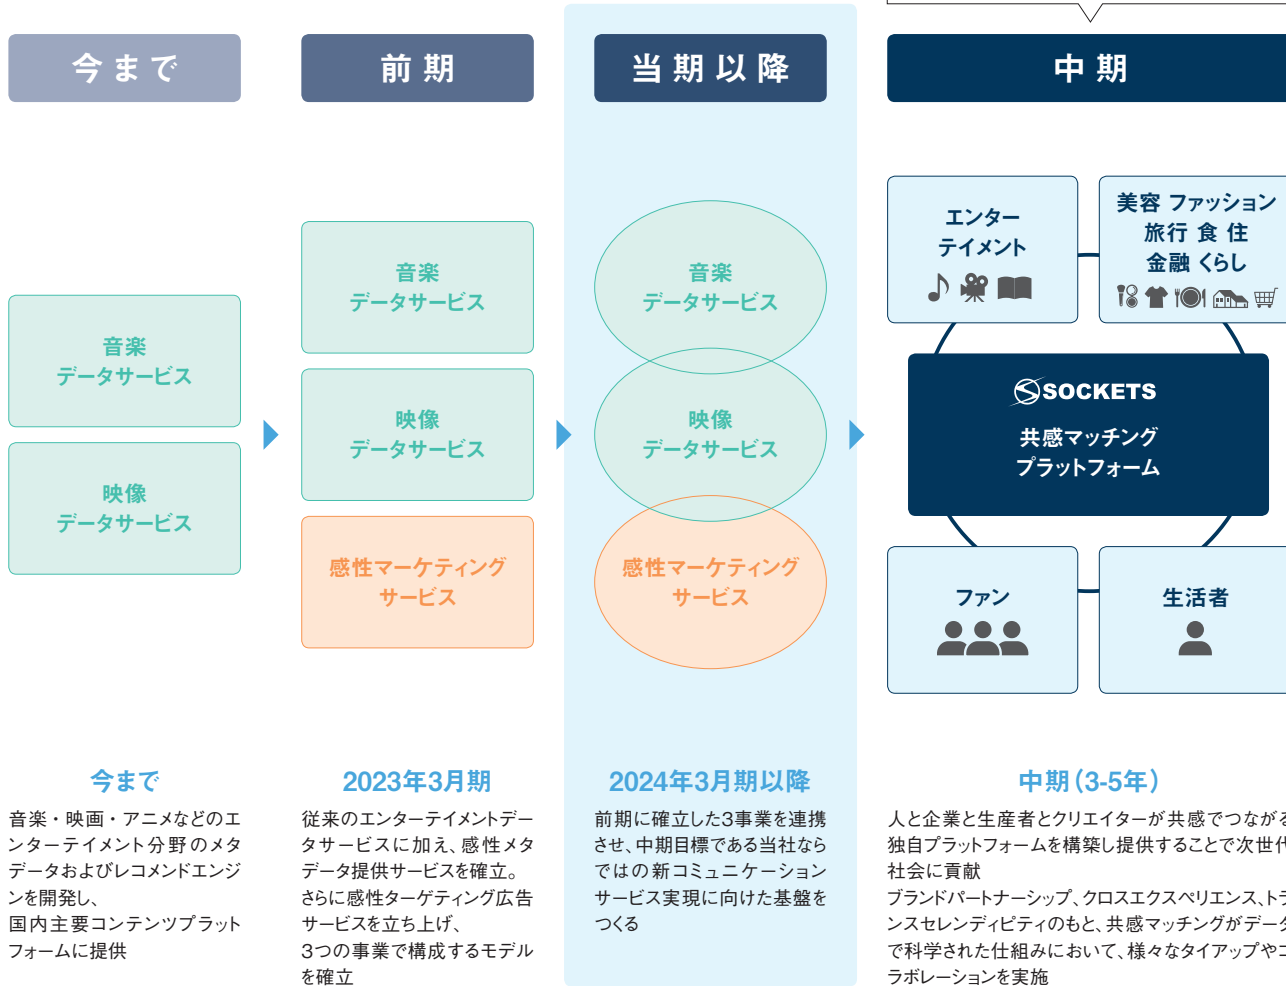 今まで
前期
当期以降
中期
音楽
データサービス
映像
データサービス
音楽
データサービス
映像
データサービス
感性マーケティング
サービス
音楽
データサービス
映像
データサービス
感性マーケティング
サービス
エンター
テイメント
美容 ファッション
旅行 食 住
金融 くらし
SOCKETS
共感マッチング
プラットフォーム
ファン
生活者
今まで
音楽・映画・アニメなどのエ
ンターテイメント分野のメタ
データおよびレコメンドエンジ
ンを開発し、
国内主要コンテンツプラット
フォームに提供
2023年3月期
従来のエンターテイメントデー
タサービスに加え、感性メタ
データ提供サービスを確立。
さらに感性ターゲティング広告
サービスを立ち上げ、
3つの事業で構成するモデル
を確立
2024年3月期以降
前期に確立した3事業を連携
させ、中期目標である当社なら
ではの新コミュニケーション
サービス実現に向けた基盤を
つくる
中期(3-5年)
人と企業と生産者とクリエイターが共感でつながる
独自プラットフォームを構築し提供することで次世代
社会に貢献
ブランドパートナーシップ、クロスエクスペリエンス、トラ
ンスセレンディピティのもと、共感マッチングがデータ
で科学された仕組みにおいて、様々なタイアップやコ
ラボレーションを実施